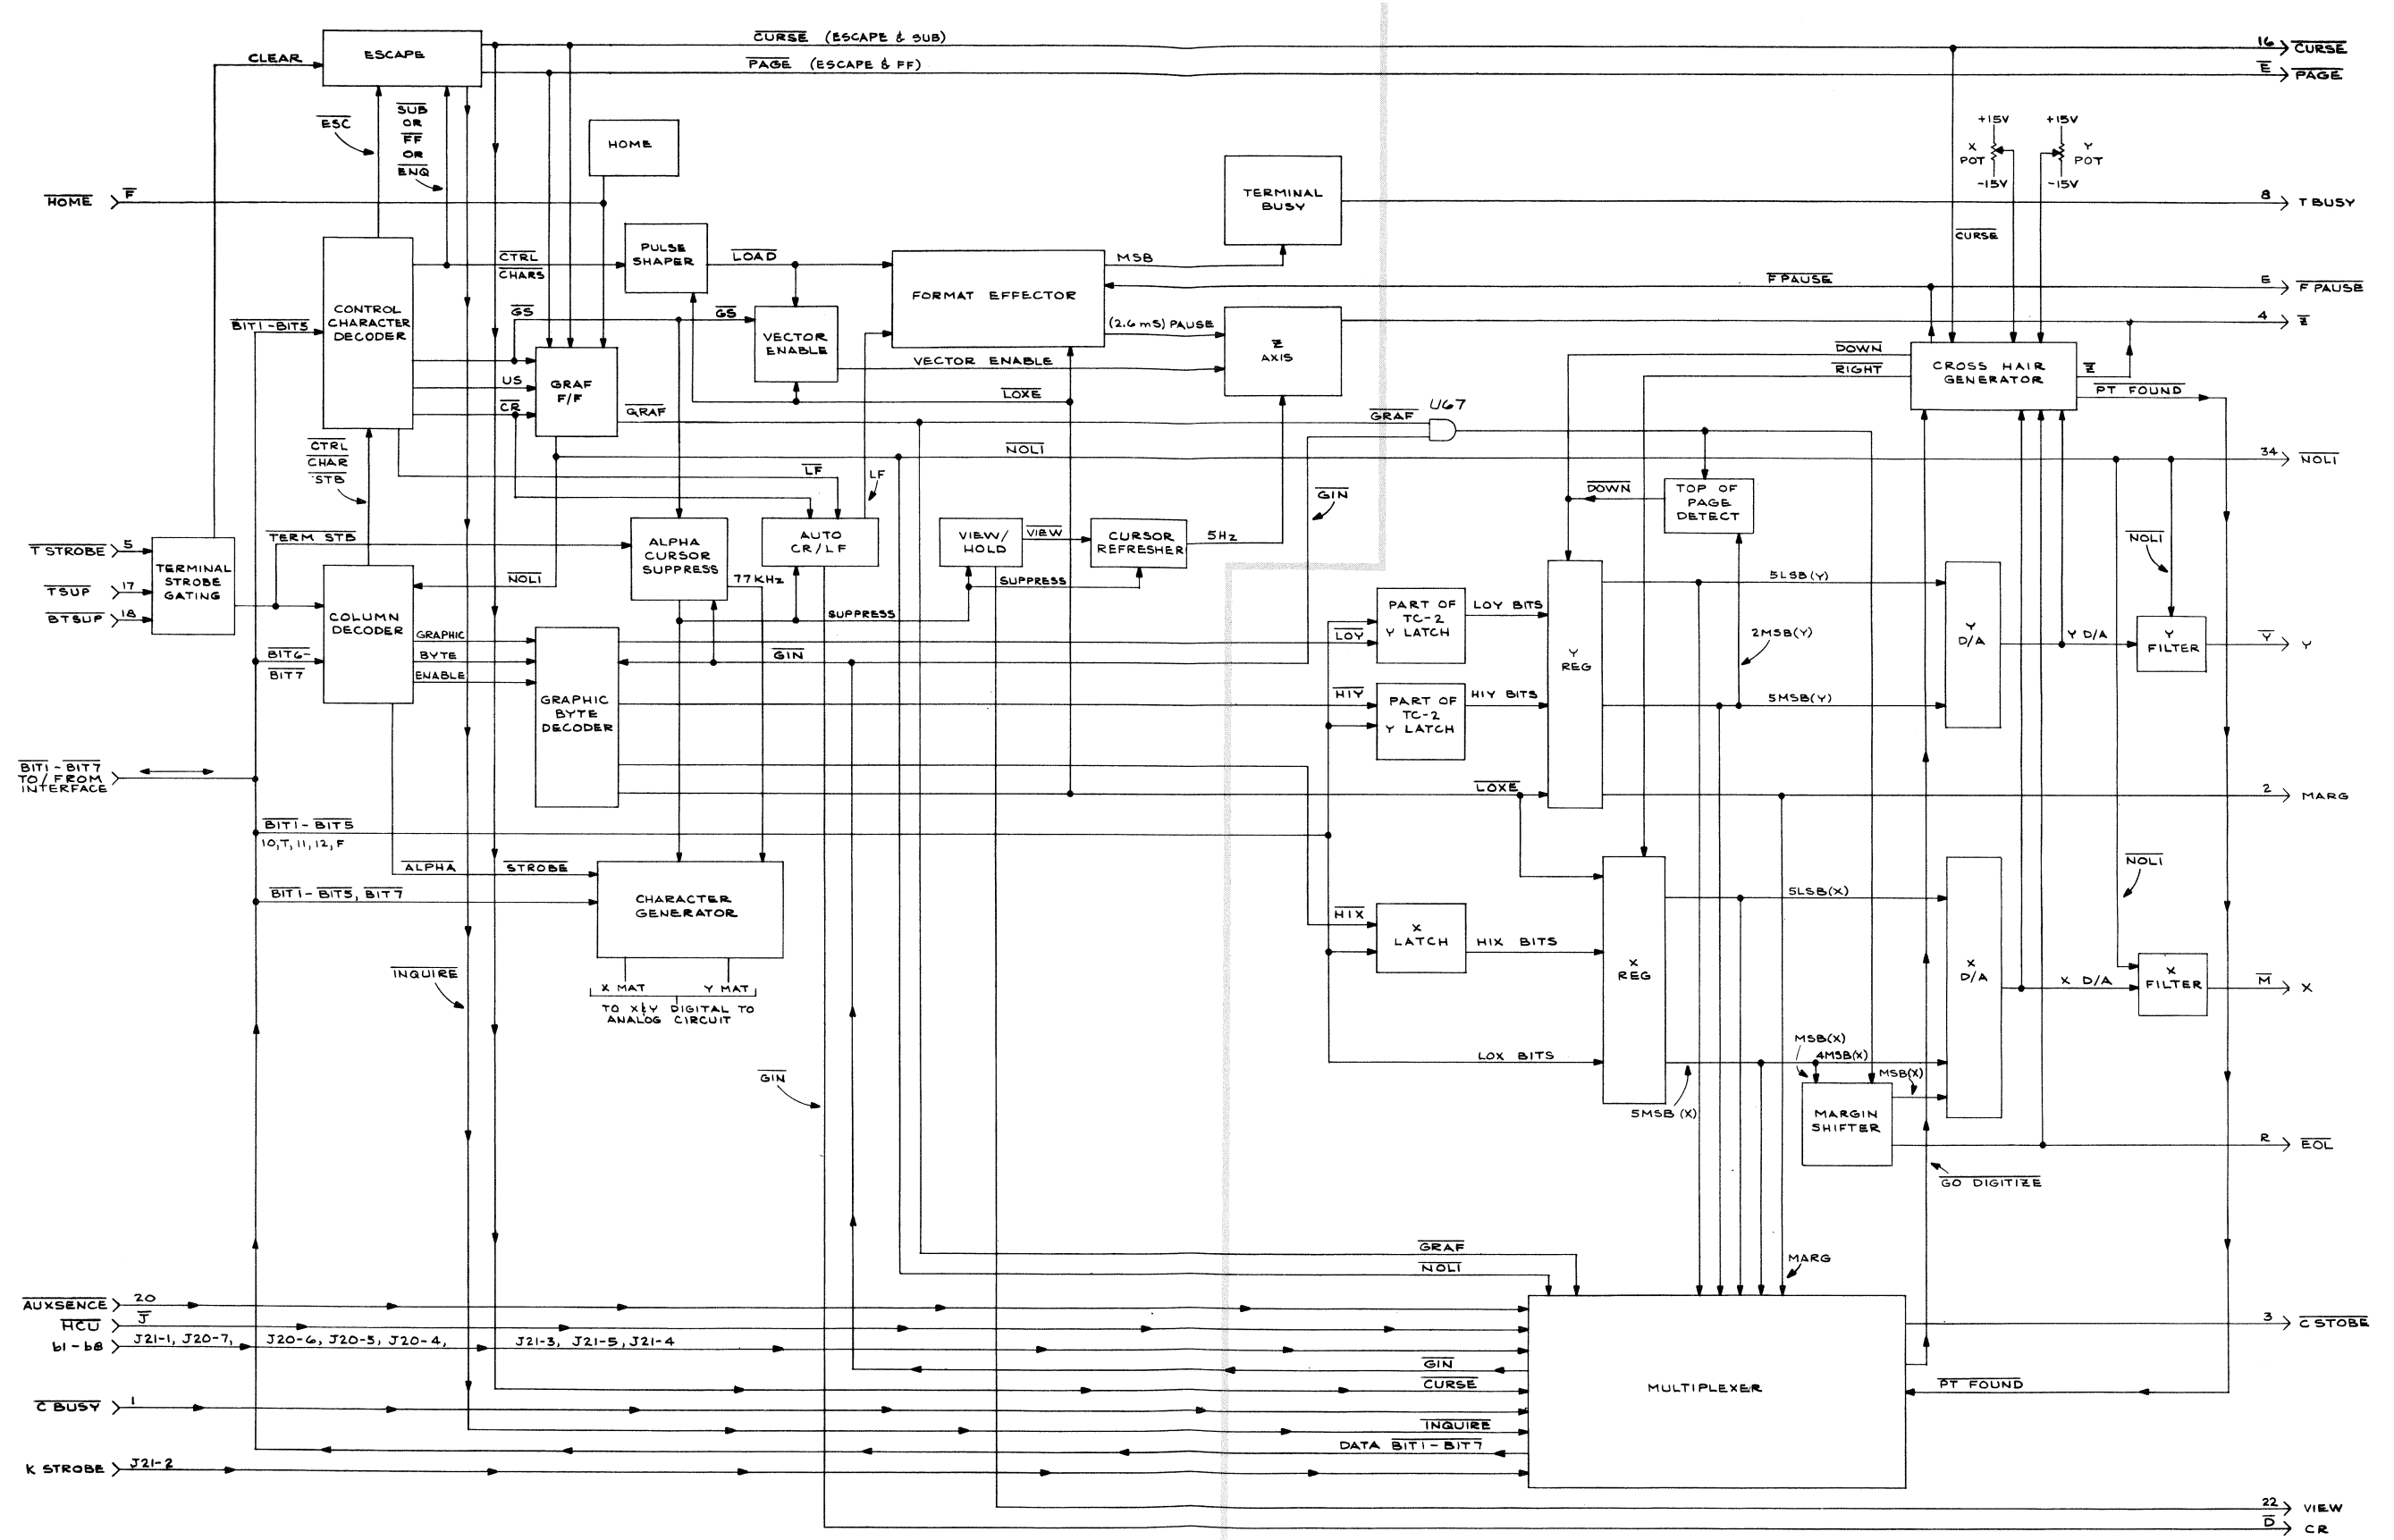 CURSE (ESCAPE & SUB)
16 CURSE
PAGE (ESCAPE & FF)
E PAGE
CLEAR
ESCAPE
ESC
SUB
OR
FF
OR
ENQ
HOME
HOME
F
+15V
X
POT
-15V
+15V
Y
POT
-15V
TERMINAL
BUSY
8 T BUSY
CURSE
CTRL
CHARS
PULSE
SHAPER
LOAD
FORMAT EFFECTOR
MSB
F PAUSE
E F PAUSE
BIT1-BIT5
CONTROL
CHARACTER
DECODER
GS
GS
VECTOR
ENABLE
(2.6 mS) PAUSE
VECTOR ENABLE
Z
AXIS
4 Z
DOWN
RIGHT
CROSS HAIR
GENERATOR
Z
PT FOUND
US
CR
GRAF
F/F
GRAF
LOXE
GRAF
U67
CTRL
CHAR
STB
LF
LF
NOLI
34 NOLI
GIN
DOWN
TOP OF
PAGE
DETECT
T STROBE 5
TSUP 17
BTSUP 18
TERMINAL
STROBE
GATING
TERM STB
NOLI
COLUMN
DECODER
ALPHA
CURSOR
SUPPRESS
77KHz
AUTO
CR/LF
VIEW/
HOLD
VIEW
CURSOR
REFRESHER
5Hz
SUPPRESS
SUPPRESS
NOLI
BIT6-
BIT7
GRAPHIC
BYTE
ENABLE
GIN
GRAPHIC
BYTE
DECODER
LOY
PART OF
TC-2
Y LATCH
LOY BITS
HIY
PART OF
TC-2
Y LATCH
HIY BITS
Y
REG
5LSB(Y)
2MSB(Y)
5MSB(Y)
Y
D/A
Y D/A
Y
FILTER
Y Y
BIT1-BIT7
TO/FROM
INTERFACE
LOXE
2 MARG
BIT1-BIT5
10,T,11,12,F
ALPHA STROBE
BIT1-BIT5, BIT7
CHARACTER
GENERATOR
X MAT Y MAT
TO X&Y DIGITAL TO
ANALOG CIRCUIT
INQUIRE
GIN
HIX
X
LATCH
HIX BITS
X
REG
LOX BITS
5LSB(X)
5MSB (X)
MSB(X)
4MSB(X)
MSB(X)
X
D/A
X D/A
NOLI
X
FILTER
M X
MARGIN
SHIFTER
R EOL
GO DIGITIZE
GRAF
NOLI
MARG
AUXSENCE 20
HCU J
b1-b8 J21-1, J20-7, J20-6, J20-5, J20-4, J21-3, J21-5, J21-4
GIN
CURSE
C BUSY 1
INQUIRE
DATA BIT1-BIT7
K STROBE J21-2
MULTIPLEXER
3 C STOBE
PT FOUND
22 VIEW
D CR